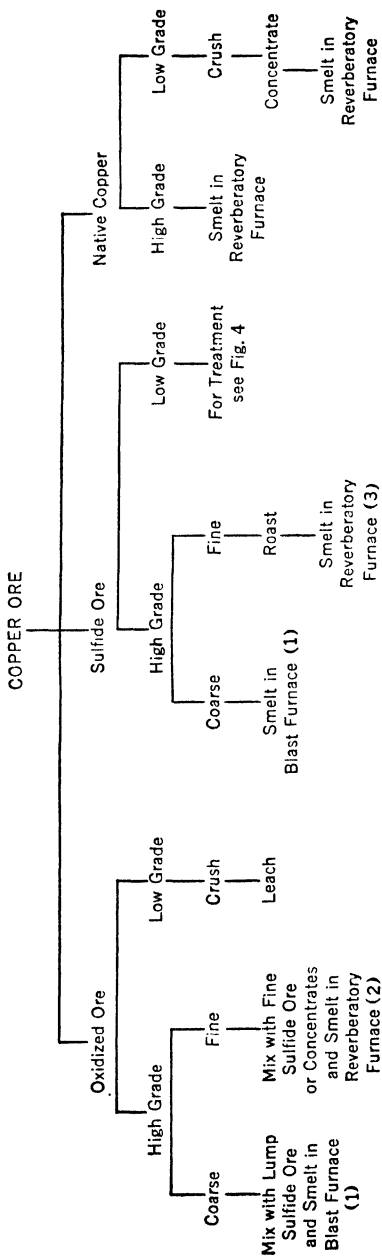 COPPER ORE
Oxidized Ore
High Grade
Coarse
Mix with Lump
Sulfide Ore
and Smelt in
Blast Furnace
(1)
Fine
Mix with Fine
Sulfide Ore
or Concentrates
and Smelt in
Reverberatory
Furnace (2)
Low Grade
Crush
Leach
Sulfide Ore
High Grade
Coarse
Smelt in
Blast Furnace (1)
Fine
Roast
Smelt in
Reverberatory
Furnace (3)
Low Grade
For Treatment
see Fig. 4
Native Copper
High Grade
Smelt in
Reverberatory
Furnace
Low Grade
Crush
Concentrate
Smelt in
Reverberatory
Furnace